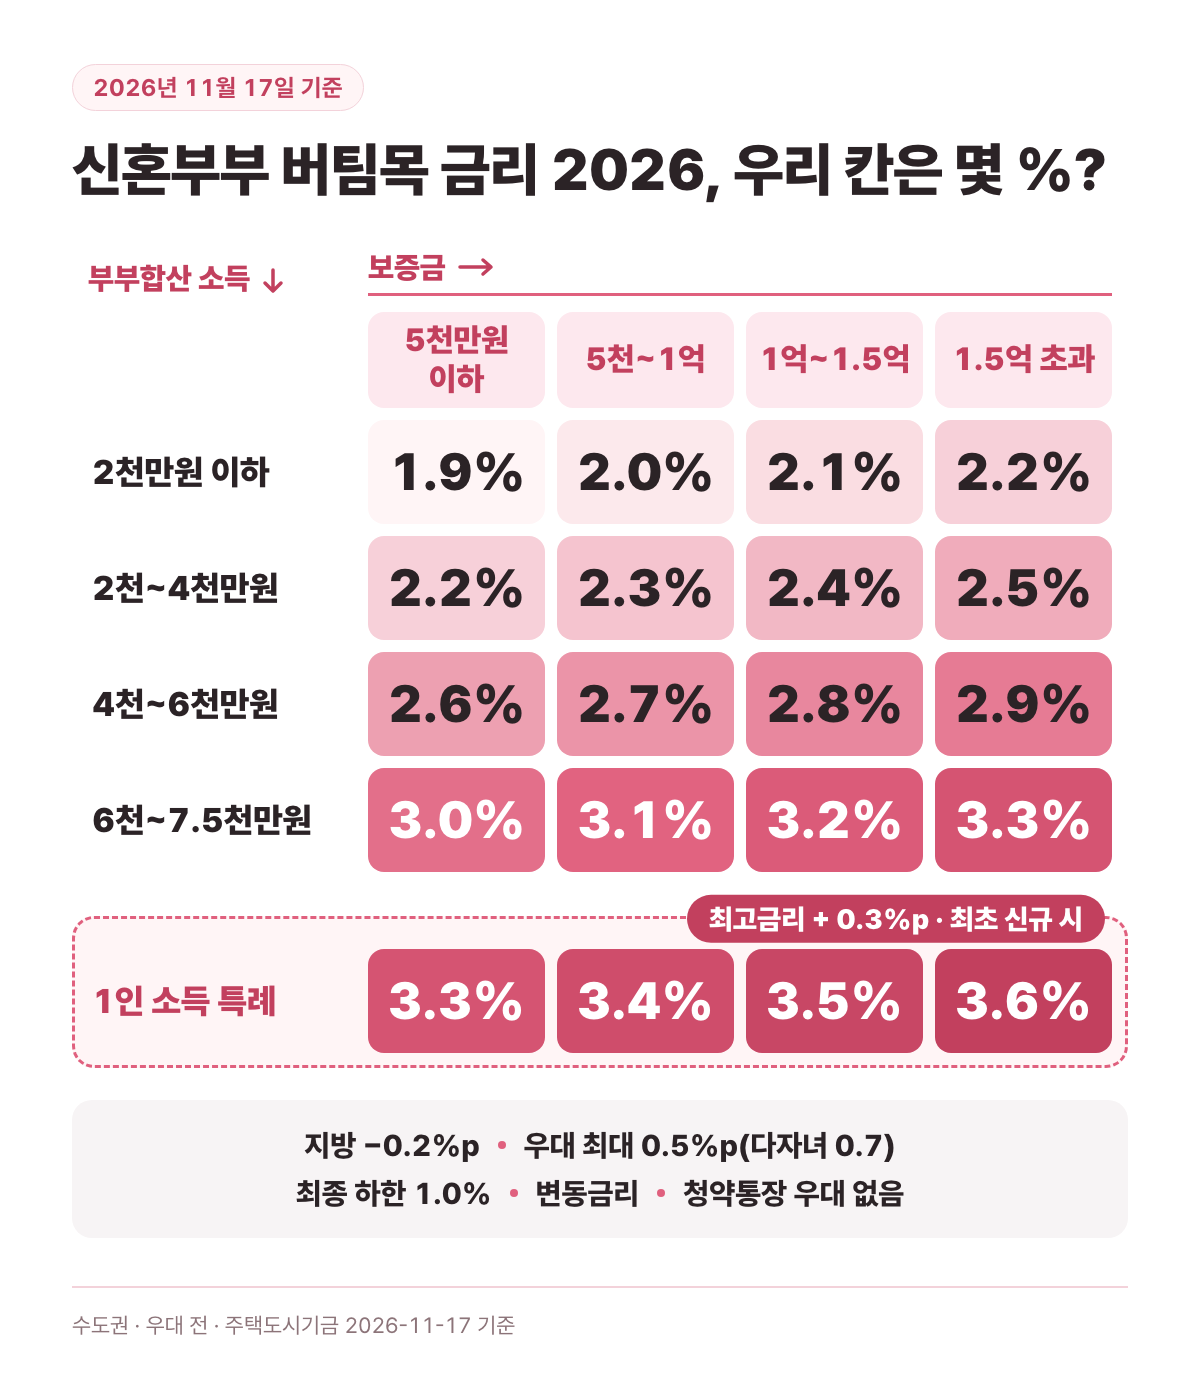 2026년 11월 17일 기준
신혼부부 버팀목 금리 2026, 우리 칸은 몇 %?
부부합산 소득 ↓
보증금 →
5천만원
이하
5천~1억
1억~1.5억
1.5억 초과
2천만원 이하 1.9% 2.0% 2.1% 2.2%
2천~4천만원 2.2% 2.3% 2.4% 2.5%
4천~6천만원 2.6% 2.7% 2.8% 2.9%
6천~7.5천만원 3.0% 3.1% 3.2% 3.3%
최고금리 + 0.3%p · 최초 신규 시
1인 소득 특례 3.3% 3.4% 3.5% 3.6%
지방 −0.2%p • 우대 최대 0.5%p(다자녀 0.7)
최종 하한 1.0% • 변동금리 • 청약통장 우대 없음
수도권 · 우대 전 · 주택도시기금 2026-11-17 기준